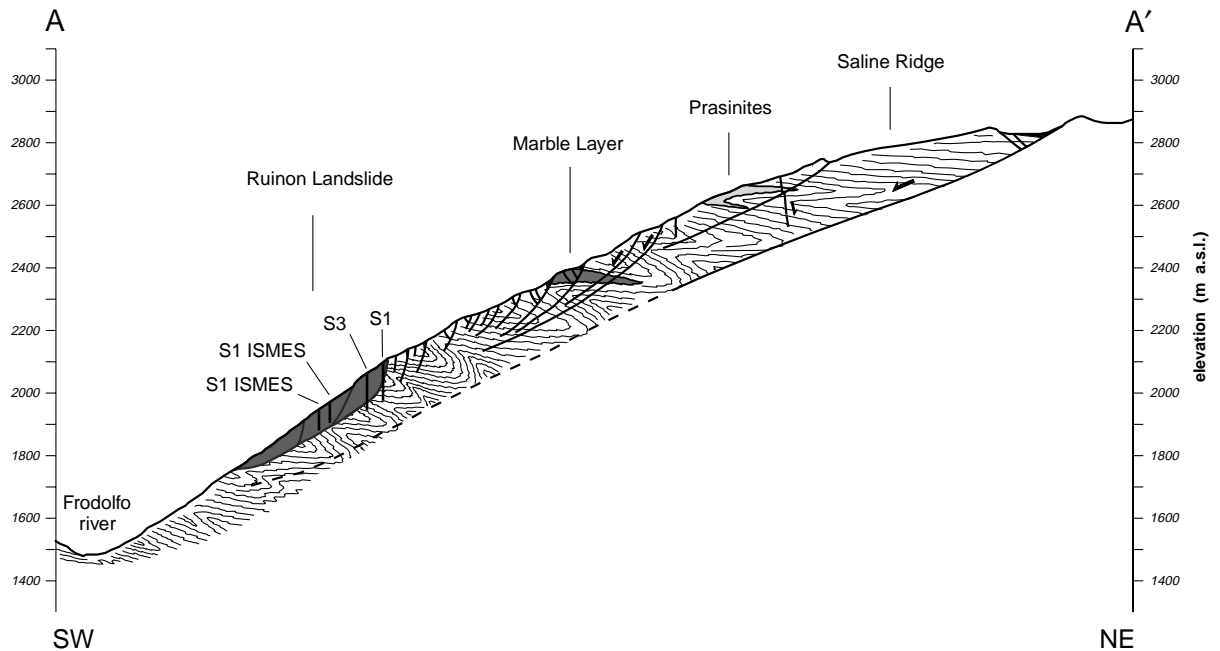 A
A′
3000
2800
2600
2400
2200
2000
1800
1600
1400
Saline Ridge
Prasinites
Marble Layer
Ruinon Landslide
S3
S1
S1 ISMES
S1 ISMES
Frodolfo
river
3000
2800
2600
2400
2200
2000
1800
1600
1400
elevation (m a.s.l.)
SW
NE